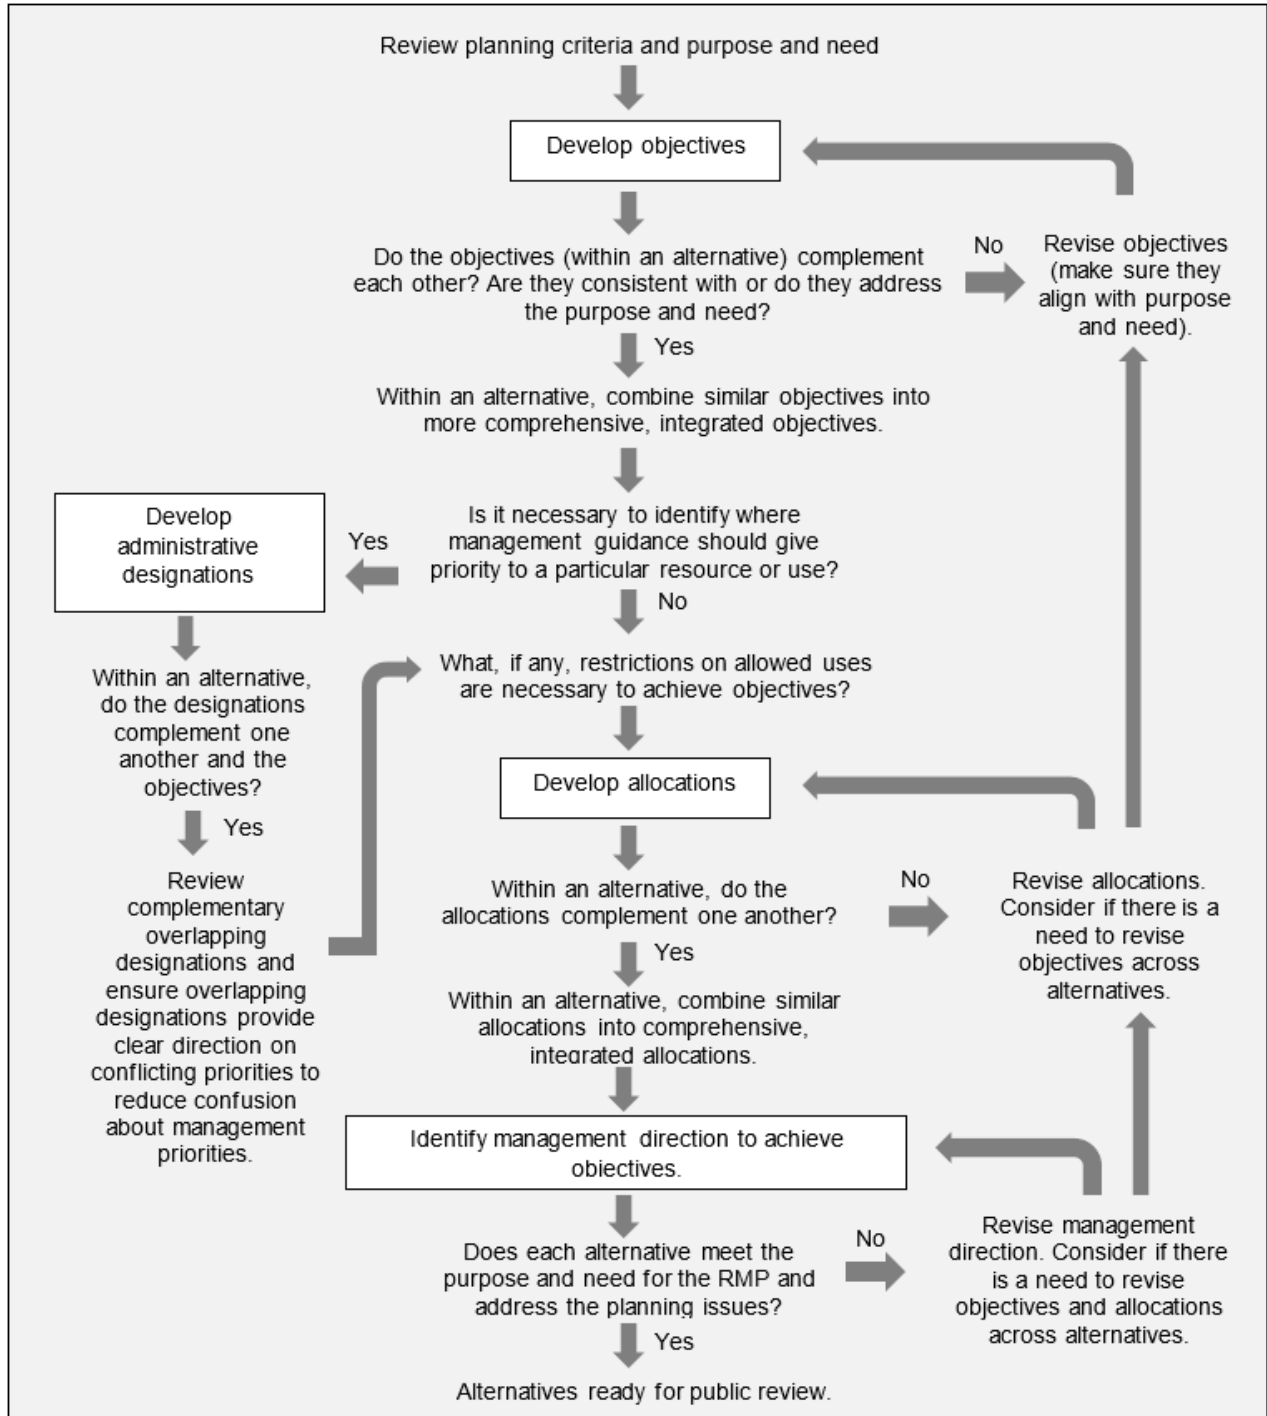 Review planning criteria and purpose and need
Develop objectives
Do the objectives (within an alternative) complement
each other? Are they consistent with or do they address
the purpose and need?
No
Revise objectives
(make sure they
align with purpose
and need).
Yes
Within an alternative, combine similar objectives into
more comprehensive, integrated objectives.
Is it necessary to identify where
management guidance should give
priority to a particular resource or use?
Yes
Develop
administrative
designations
Within an alternative,
do the designations
complement one
another and the
objectives?
Yes
Review
complementary
overlapping
designations and
ensure overlapping
designations provide
clear direction on
conflicting priorities to
reduce confusion
about management
priorities.
No
What, if any, restrictions on allowed uses
are necessary to achieve objectives?
Develop allocations
Within an alternative, do the
allocations complement one another?
No
Revise allocations.
Consider if there is a
need to revise
objectives across
alternatives.
Yes
Within an alternative, combine similar
allocations into comprehensive,
integrated allocations.
Identify management direction to achieve
objectives.
Does each alternative meet the
purpose and need for the RMP and
address the planning issues?
No
Revise management
direction. Consider if there
is a need to revise
objectives and allocations
across alternatives.
Yes
Alternatives ready for public review.